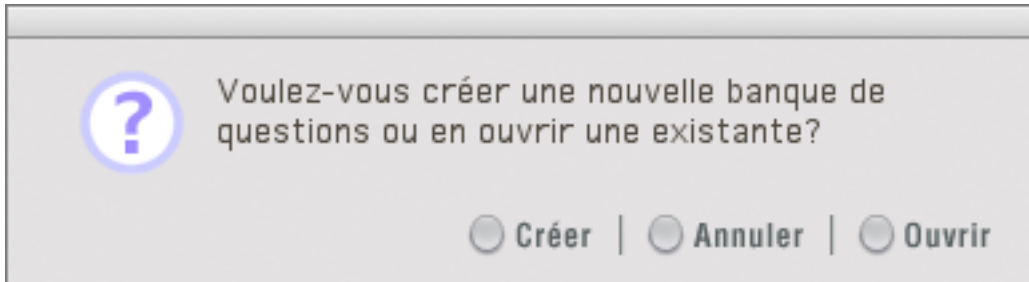 Voulez-vous créer une nouvelle banque de
questions ou en ouvrir une existante?
Créer | Annuler | Ouvrir